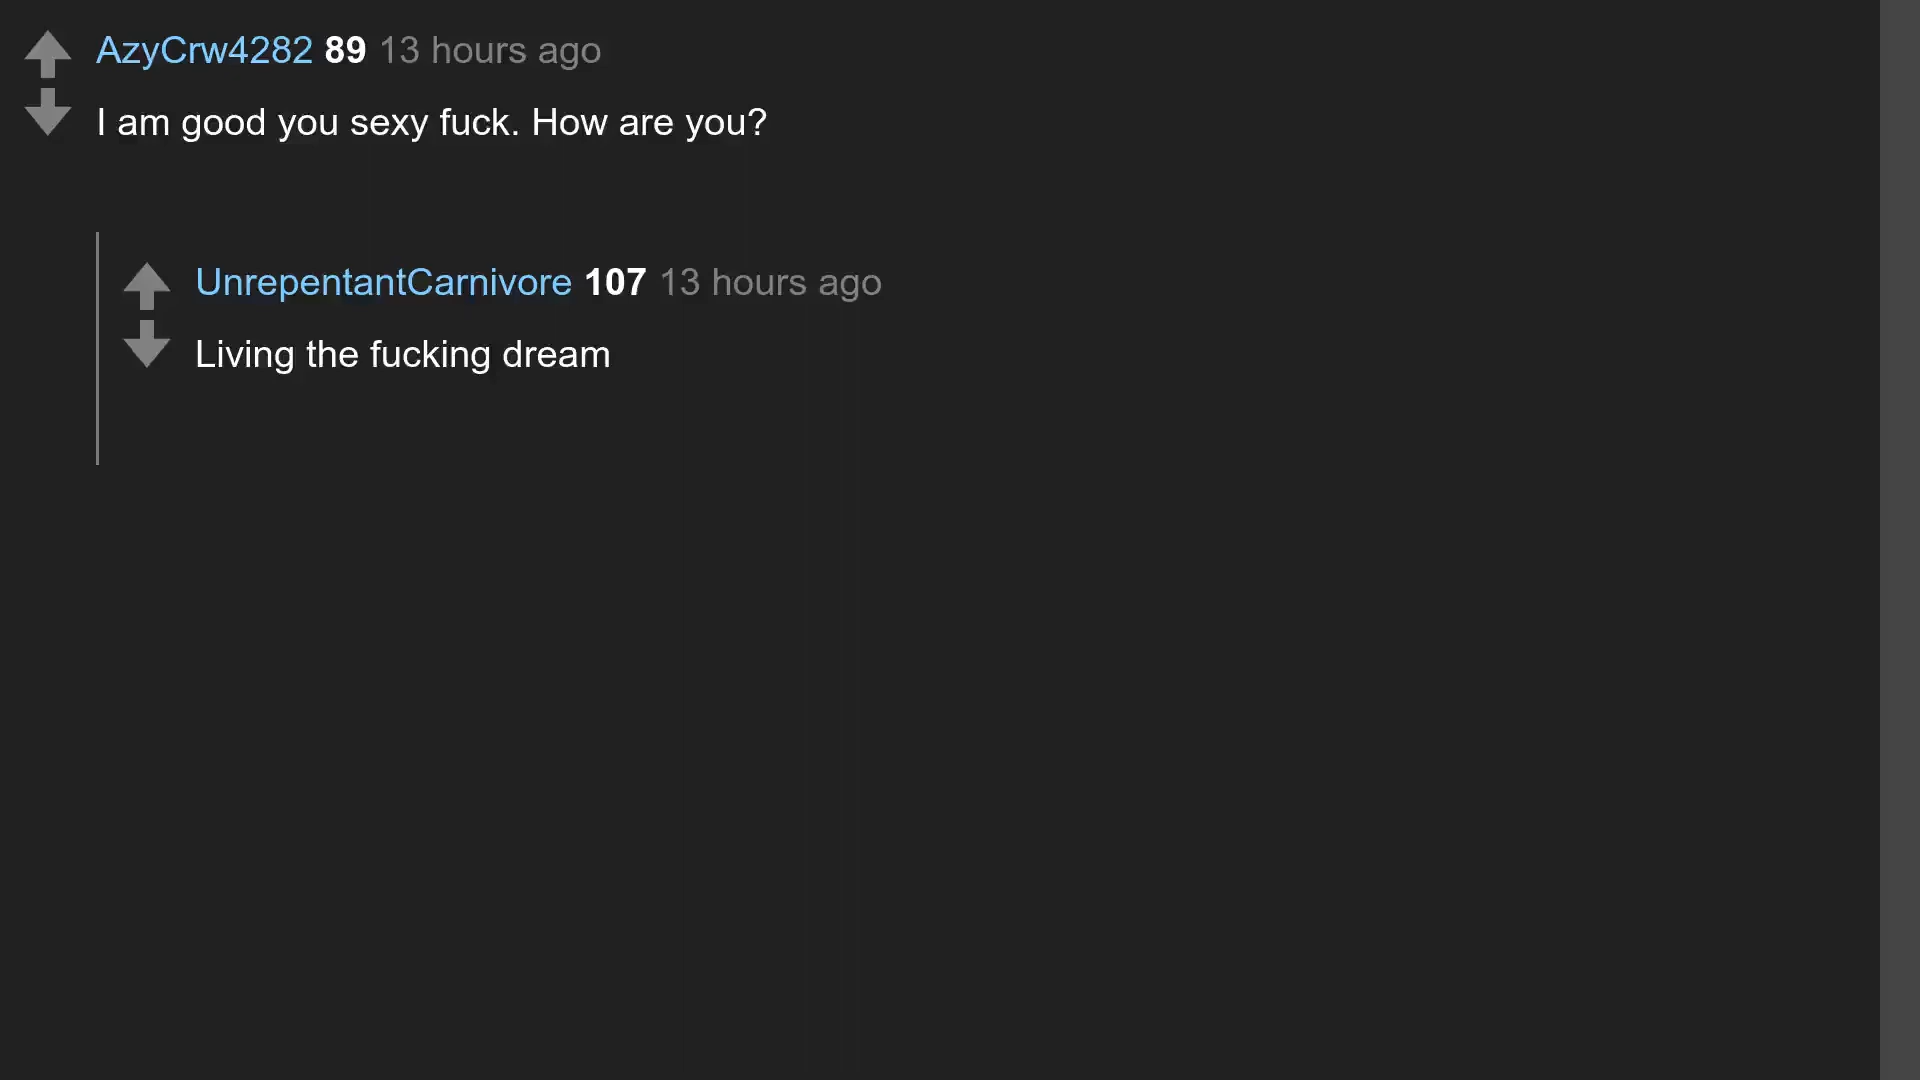 AzyCrw4282 89 13 hours ago
I am good you sexy fuck. How are you?
UnrepentantCarnivore 107 13 hours ago
Living the fucking dream